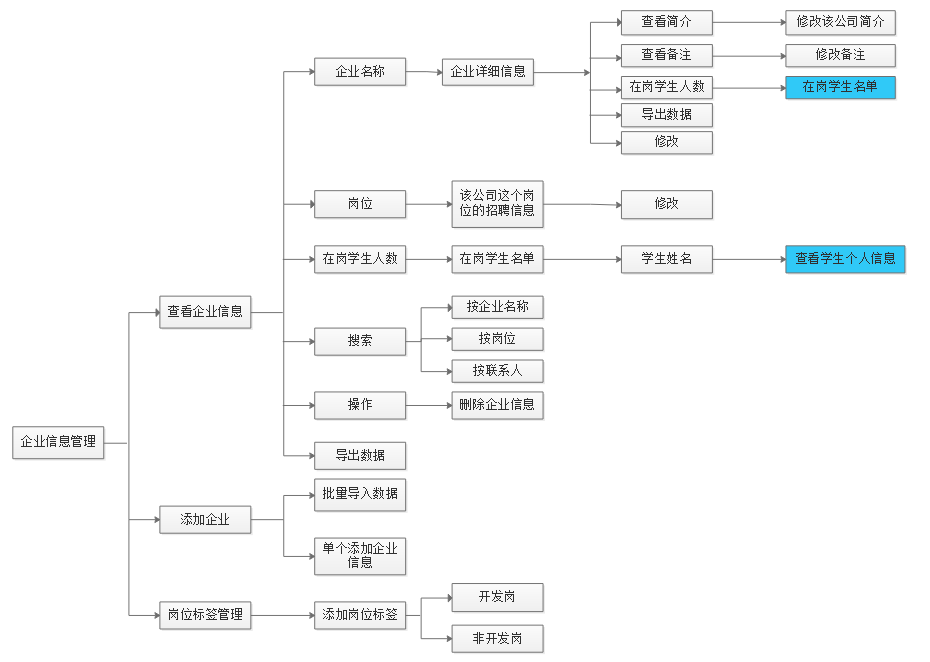 查看简介
修改该公司简介
查看备注
修改备注
企业名称
企业详细信息
在岗学生人数
在岗学生名单
导出数据
修改
岗位
该公司这个岗
位的招聘信息
修改
在岗学生人数
在岗学生名单
学生姓名
查看学生个人信息
查看企业信息
按企业名称
搜索
按岗位
按联系人
操作
删除企业信息
企业信息管理
导出数据
批量导入数据
添加企业
单个添加企业
信息
岗位标签管理
添加岗位标签
开发岗
非开发岗